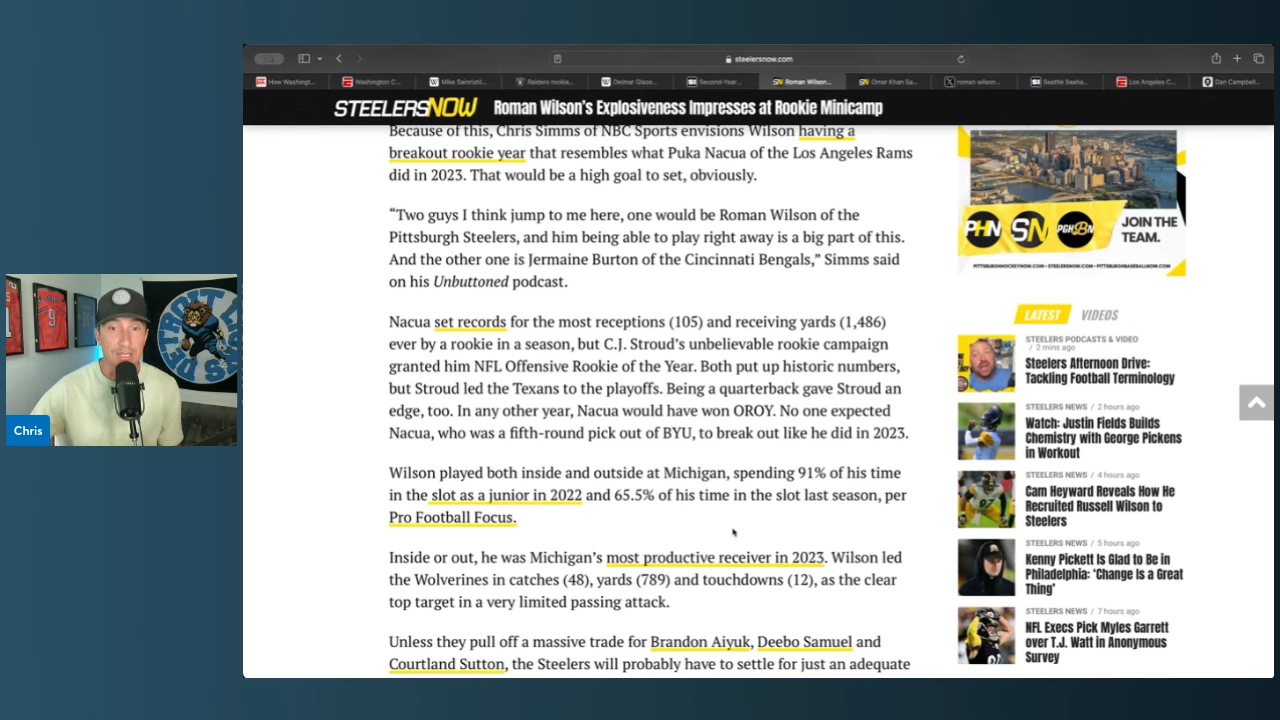 steelersnow.com
How Washingt...
Washington C...
Mike Sainristil...
Raiders rookie...
Delmar Glaze...
Second-Year...
Roman Wilson...
Omar Khan Sa...
roman wilson...
Seattle Seaha...
Los Angeles C...
Dan Campbell...
STEELERSNOW
Roman Wilson's Explosiveness Impresses at Rookie Minicamp
Because of this, Chris Simms of NBC Sports envisions Wilson having a
breakout rookie year that resembles what Puka Nacua of the Los Angeles Rams
did in 2023. That would be a high goal to set, obviously.
“Two guys I think jump to me here, one would be Roman Wilson of the
Pittsburgh Steelers, and him being able to play right away is a big part of this.
And the other one is Jermaine Burton of the Cincinnati Bengals,” Simms said
on his Unbuttoned podcast.
Nacua set records for the most receptions (105) and receiving yards (1,486)
ever by a rookie in a season, but C.J. Stroud’s unbelievable rookie campaign
granted him NFL Offensive Rookie of the Year. Both put up historic numbers,
but Stroud led the Texans to the playoffs. Being a quarterback gave Stroud an
edge, too. In any other year, Nacua would have won OROY. No one expected
Nacua, who was a fifth-round pick out of BYU, to break out like he did in 2023.
Wilson played both inside and outside at Michigan, spending 91% of his time
in the slot as a junior in 2022 and 65.5% of his time in the slot last season, per
Pro Football Focus.
Inside or out, he was Michigan’s most productive receiver in 2023. Wilson led
the Wolverines in catches (48), yards (789) and touchdowns (12), as the clear
top target in a very limited passing attack.
Unless they pull off a massive trade for Brandon Aiyuk, Deebo Samuel and
Courtland Sutton, the Steelers will probably have to settle for just an adequate
PHN
SN
PGHBN
JOIN THE
TEAM.
PITTSBURGHHOCKEYNOW.COM • STEELERSNOW.COM • PITTSBURGHBASEBALLNOW.COM
LATEST
VIDEOS
STEELERS PODCASTS & VIDEO
/ 2 mins ago
Steelers Afternoon Drive:
Tackling Football Terminology
STEELERS NEWS / 2 hours ago
Watch: Justin Fields Builds
Chemistry with George Pickens
in Workout
STEELERS NEWS / 4 hours ago
Cam Heyward Reveals How He
Recruited Russell Wilson to
Steelers
STEELERS NEWS / 5 hours ago
Kenny Pickett Is Glad to Be in
Philadelphia: ‘Change Is a Great
Thing’
STEELERS NEWS / 7 hours ago
NFL Execs Pick Myles Garrett
over T.J. Watt in Anonymous
Survey
9
DETROIT LIONS
Chris